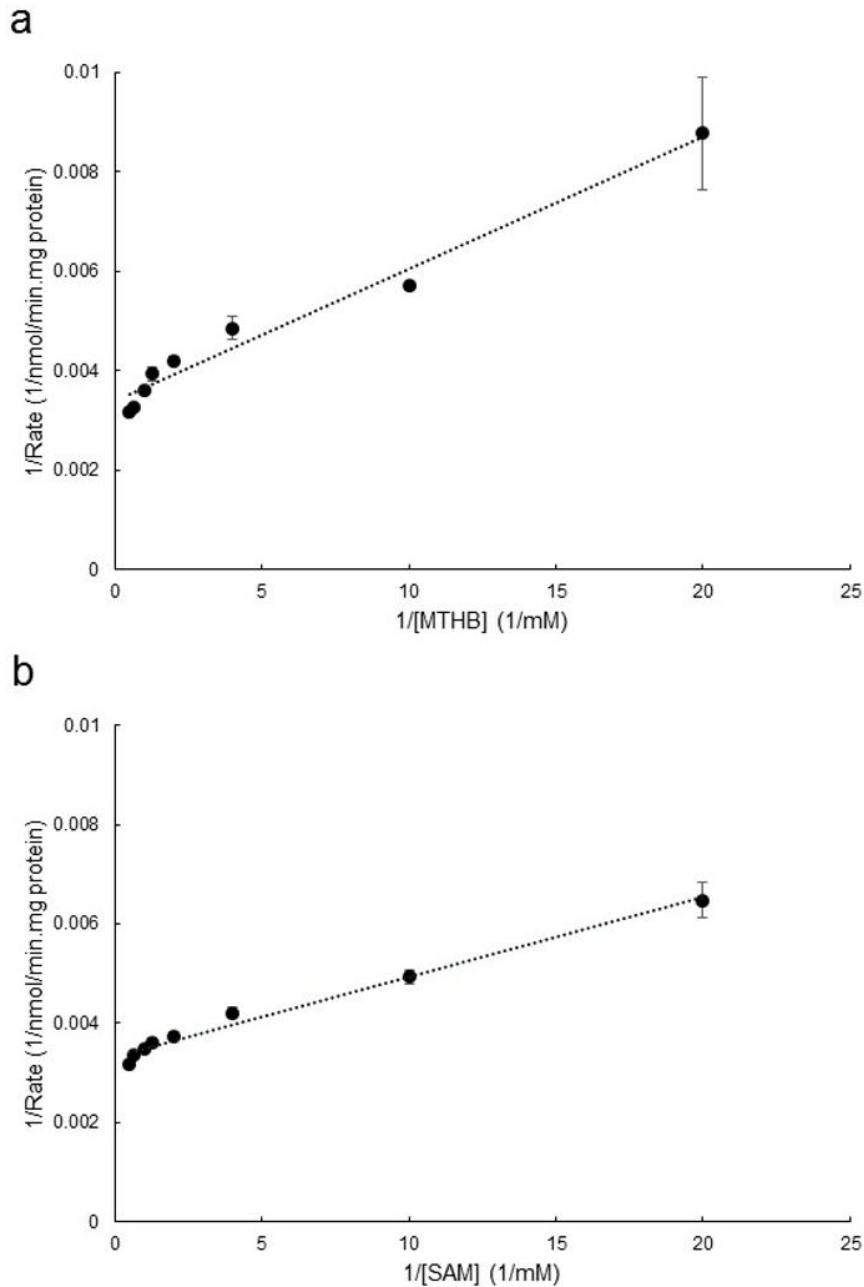 a
0.01
0.008
0.006
0.004
0.002
0
1/Rate (1/nmol/min.mg protein)
0 5 10 15 20 25
1/[MTHB] (1/mM)
b
0.01
0.008
0.006
0.004
0.002
0
1/Rate (1/nmol/min.mg protein)
0 5 10 15 20 25
1/[SAM] (1/mM)